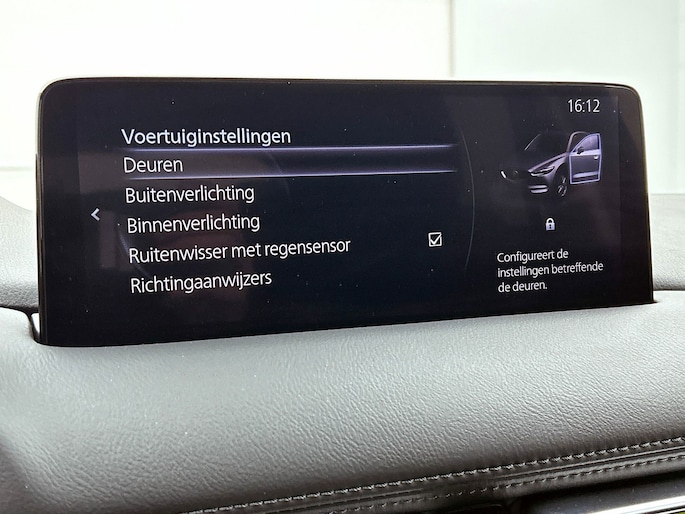 16:12
Voertuiginstellingen
Deuren
Buitenverlichting
Binnenverlichting
Ruitenwisser met regensensor
Richtingaanwijzers
Configureert de
instellingen betreffende
de deuren.